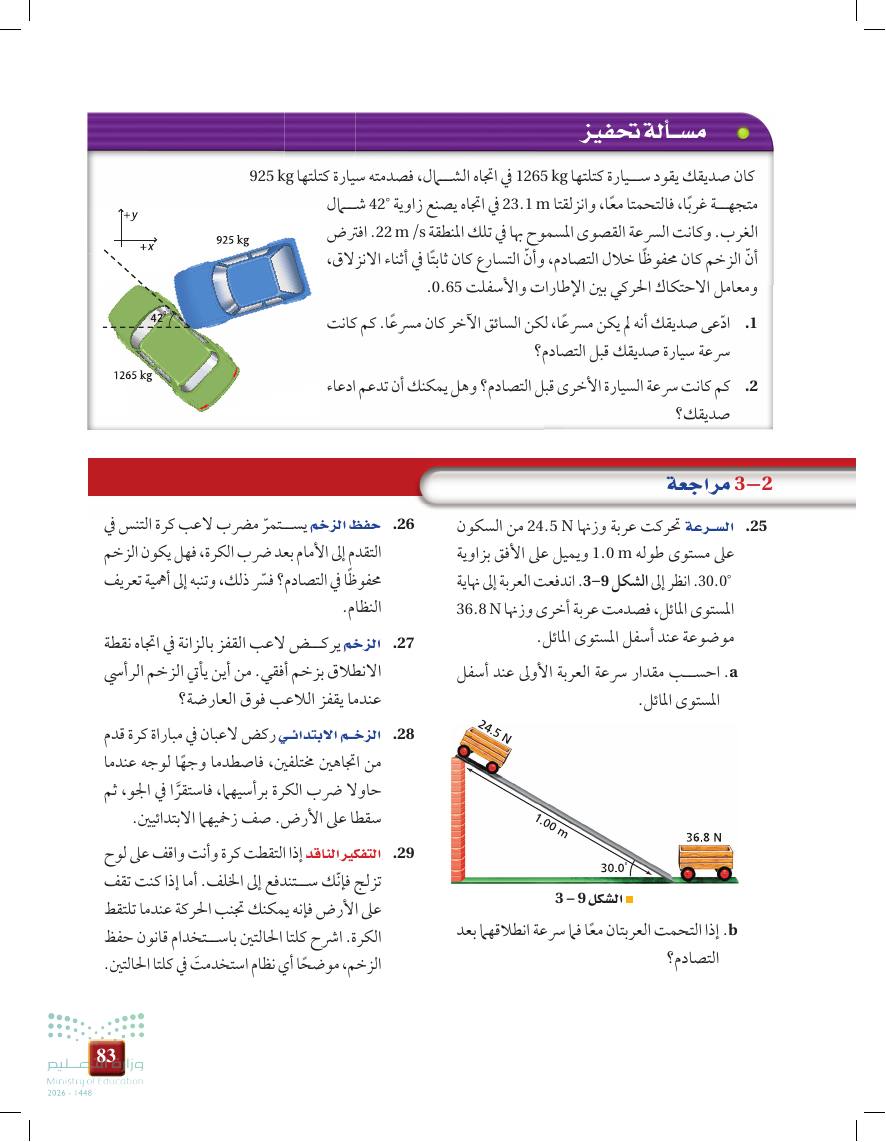 مسألة تحفيز
كان صديقك يقود سيارة كتلتها 1265 kg في اتجاه الشمال، فصدمته سيارة كتلتها 925 kg
متجهة غربًا، فالتحمتا معًا، وانزلقتا 23.1 m في اتجاه يصنع زاوية °42 شمال
الغرب. وكانت السرعة القصوى المسموح بها في تلك المنطقة 22 m /s. افترض
أنّ الزخم كان محفوظًا خلال التصادم، وأنّ التسارع كان ثابتًا في أثناء الانزلاق،
ومعامل الاحتكاك الحركي بين الإطارات والأسفلت 0.65.
1. ادّعى صديقك أنه لم يكن مسرعًا، لكن السائق الآخر كان مسرعًا. كم كانت
سرعة سيارة صديقك قبل التصادم؟
2. كم كانت سرعة السيارة الأخرى قبل التصادم؟ وهل يمكنك أن تدعم ادعاء
صديقك؟
+y
+x
925 kg
42°
1265 kg
3-2 مراجعة
25. السرعة تحركت عربة وزنها 24.5 N من السكون
على مستوى طوله 1.0 m ويميل على الأفق بزاوية
30.0°. انظر إلى الشكل 9-3. اندفعت العربة إلى نهاية
المستوى المائل، فصدمت عربة أخرى وزنها 36.8 N
موضوعة عند أسفل المستوى المائل.
a. احسب مقدار سرعة العربة الأولى عند أسفل
المستوى المائل.
24.5 N
1.00 m
30.0°
36.8 N
الشكل 9 – 3
b. إذا التحمت العربتان معًا فما سرعة انطلاقهما بعد
التصادم؟
26. حفظ الزخم يستمرّ مضرب لاعب كرة التنس في
التقدم إلى الأمام بعد ضرب الكرة، فهل يكون الزخم
محفوظًا في التصادم؟ فسّر ذلك، وتنبه إلى أهمية تعريف
النظام.
27. الزخم يركض لاعب القفز بالزانة في اتجاه نقطة
الانطلاق بزخم أفقي. من أين يأتي الزخم الرأسي
عندما يقفز اللاعب فوق العارضة؟
28. الزخم الابتدائي ركض لاعبان في مباراة كرة قدم
من اتجاهين مختلفين، فاصطدما وجهًا لوجه عندما
حاولا ضرب الكرة برأسيهما، فاستقرَّا في الجو، ثم
سقطا على الأرض. صف زخميهما الابتدائيين.
29. التفكير الناقد إذا التقطت كرة وأنت واقف على لوح
تزلج فإنّك ستندفع إلى الخلف. أما إذا كنت تقف
على الأرض فإنه يمكنك تجنب الحركة عندما تلتقط
الكرة. اشرح كلتا الحالتين باستخدام قانون حفظ
الزخم، موضحًا أي نظام استخدمتَ في كلتا الحالتين.
83
وزارة التعليم
Ministry of Education
2026 - 1448